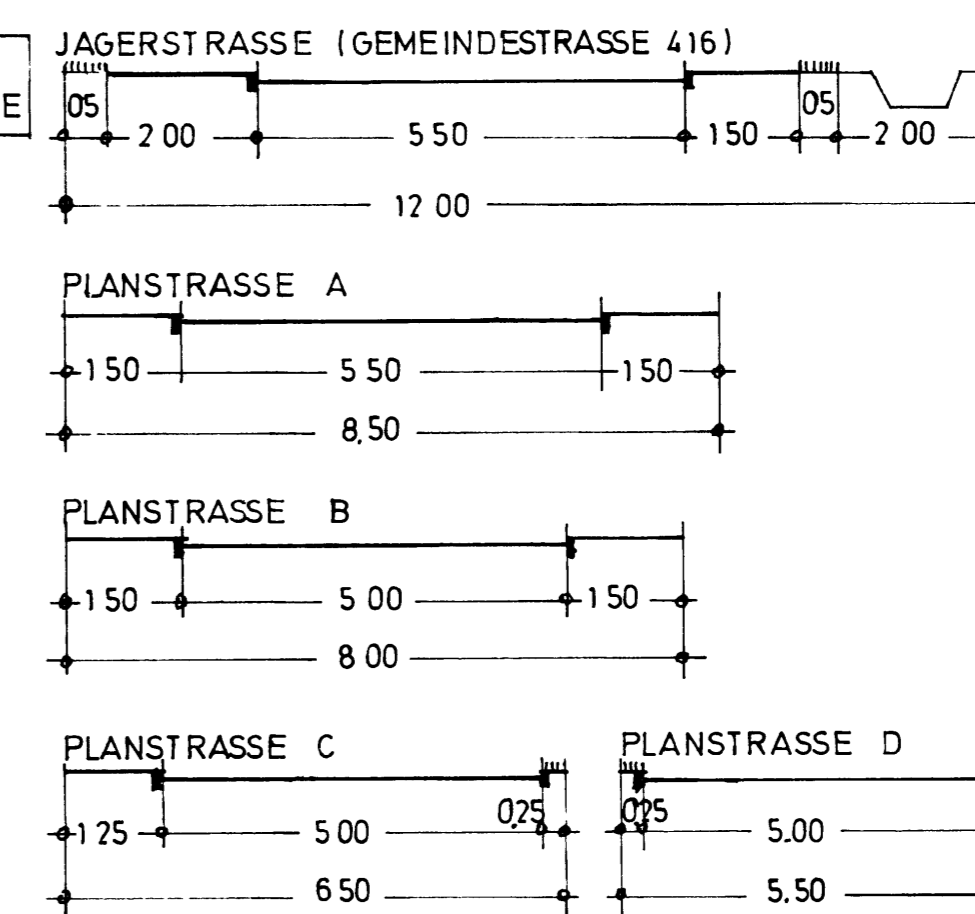 JAGERSTRASSE (GEMEINDESTRASSE 416)
E
05 05
2 00 5 50 1 50 2 00
12 00
PLANSTRASSE A
1 50 5 50 1 50
8,50
PLANSTRASSE B
1 50 5 00 1 50
8 00
PLANSTRASSE C
0,25
1 25 5 00
6 50
PLANSTRASSE D
0,25
5.00
5,50